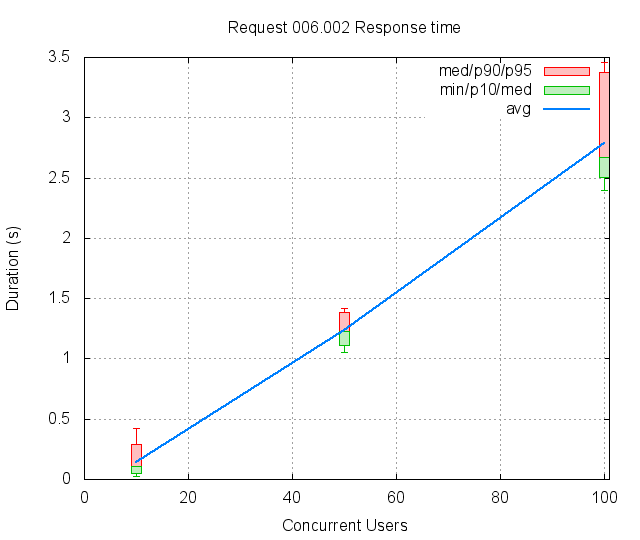 Request 006.002 Response time
3.5
3
2.5
2
1.5
1
0.5
0
med/p90/p95
min/p10/med
avg
Duration (s)
0 20 40 60 80 100
Concurrent Users